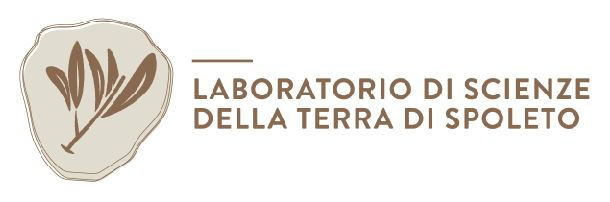 LABORATORIO DI SCIENZE
DELLA TERRA DI SPOLETO